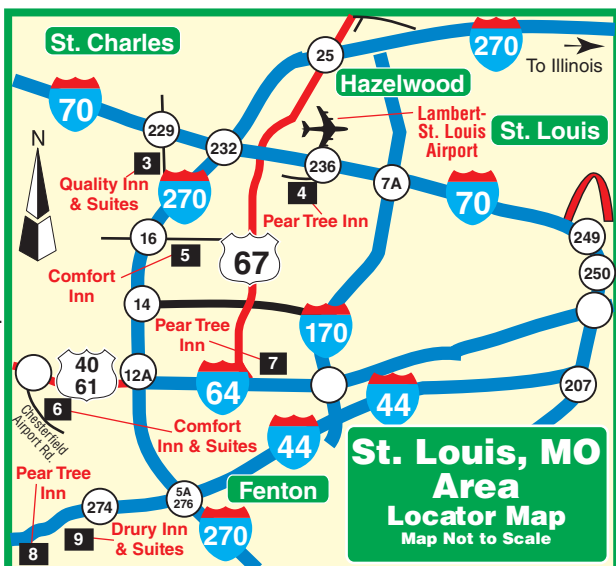 St. Charles
270
To Illinois
25
Hazelwood
70
Lambert-
St. Louis
Airport
St. Louis
N
229
232
3
Quality Inn
& Suites
270
236
4
Pear Tree Inn
7A
70
16
5
67
249
Comfort
Inn
250
14
170
Pear Tree
Inn
7
40
61
12A
64
207
44
6
Chesterfield
Airport Rd.
Comfort
Inn & Suites
44
St. Louis, MO
Area
Locator Map
Map Not to Scale
Pear Tree
Inn
5A
276
Fenton
274
8
9
Drury Inn
& Suites
270